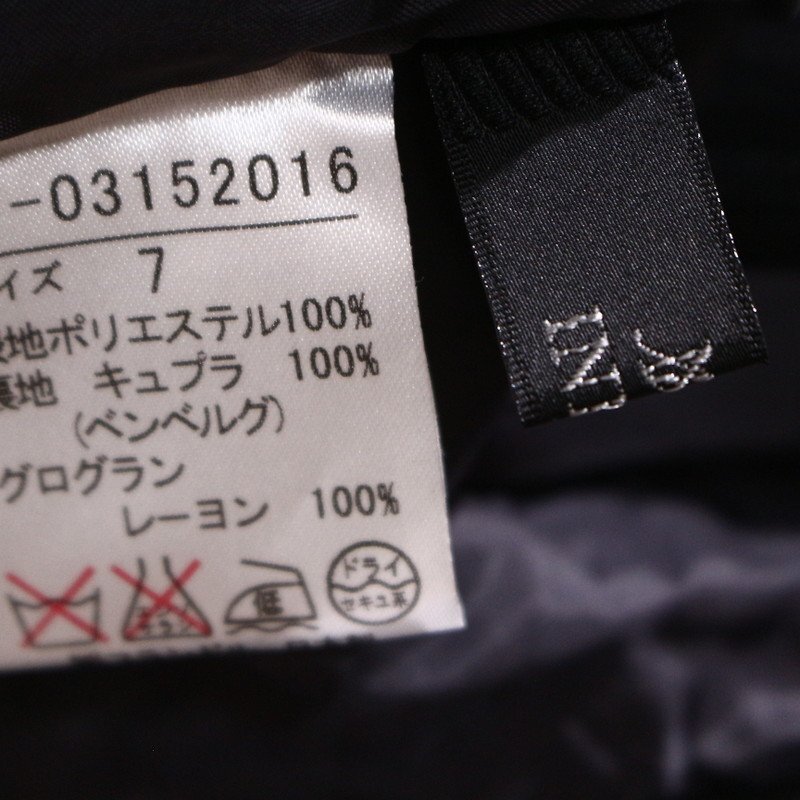 -03152016
イズ 7
地ポリエステル100%
裏地 キュプラ 100%
(ベンベルグ)
グログラン
レーヨン 100%
低
ドライ
セキユ系
IN